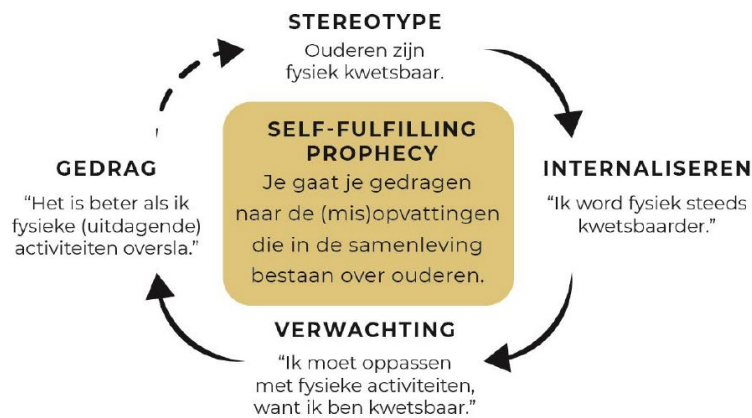 STEREOTYPE
Ouderen zijn
fysiek kwetsbaar.
SELF-FULFILLING
PROPHECY
Je gaat je gedragen
naar de (mis)opvattingen
die in de samenleving
bestaan over ouderen.
INTERNALISEREN
“Ik word fysiek steeds
kwetsbaarder.”
VERWACHTING
“Ik moet oppassen
met fysieke activiteiten,
want ik ben kwetsbaar.”
GEDRAG
“Het is beter als ik
fysieke (uitdagende)
activiteiten oversla.”